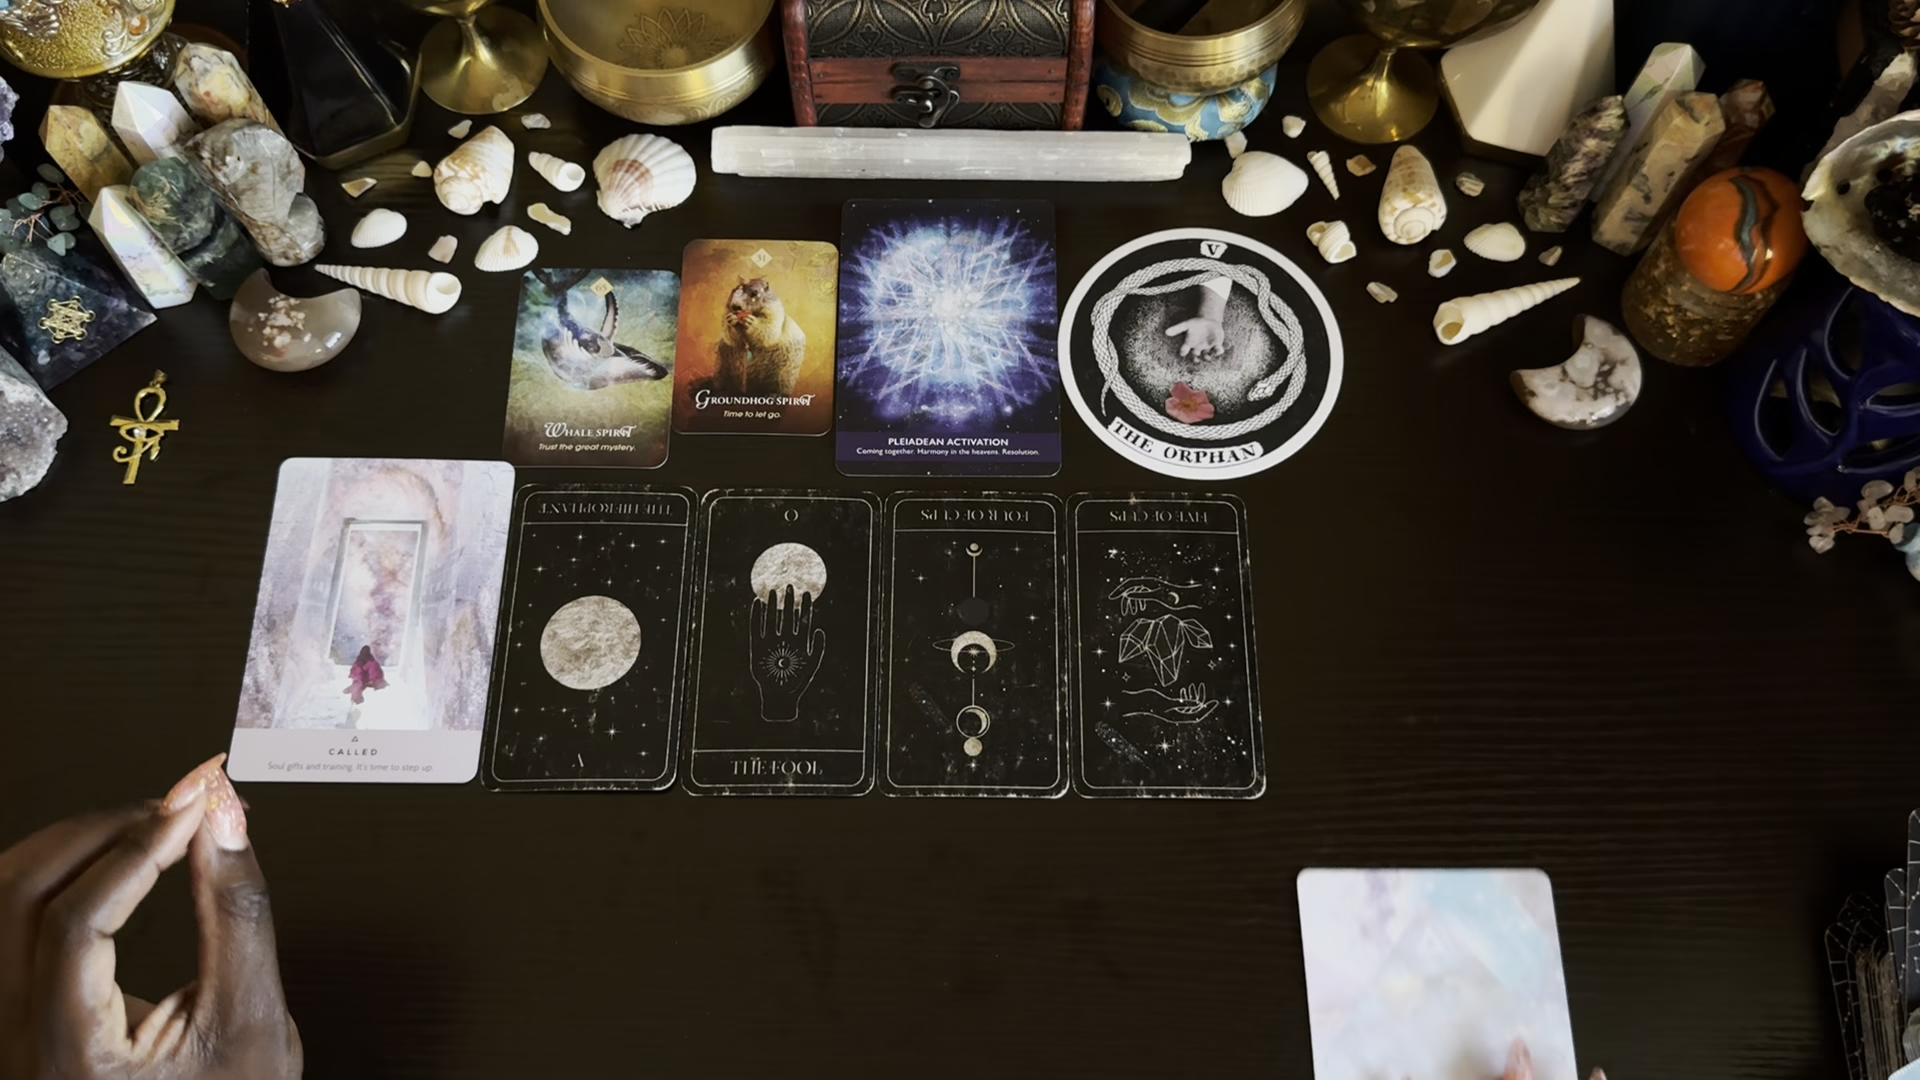 WHALE SPIRIT
Trust the great mystery.
31
GROUNDHOG SPIRIT
Time to let go.
PLEIADEAN ACTIVATION
Coming together. Harmony in the heavens. Resolution.
V
THE ORPHAN
CALLED
Soul gifts and training. It's time to step up.
THE HIEROPHANT
V
0
THE FOOL
FOUR OF CUPS
FIVE OF CUPS